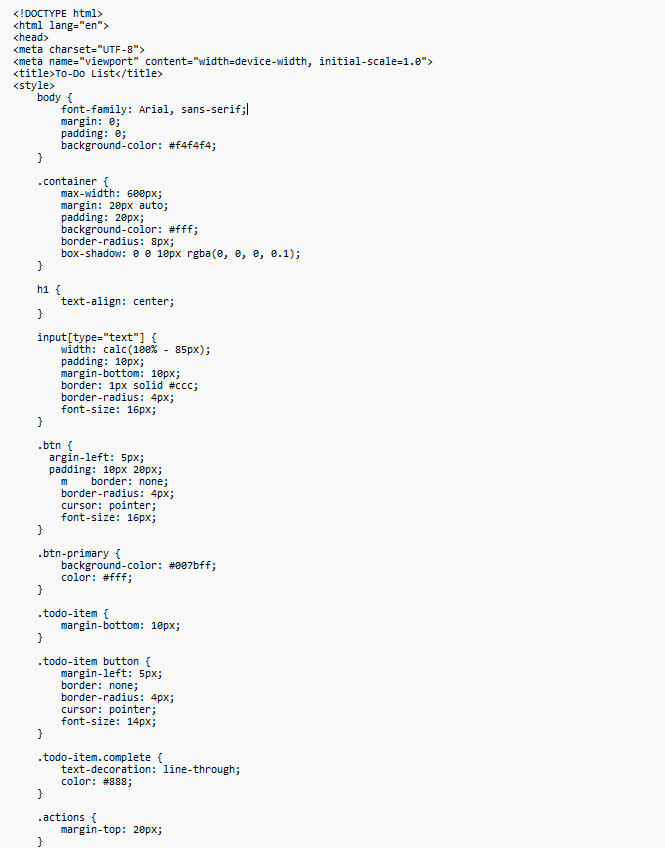 <!DOCTYPE html>
<html lang="en">
<head>
<meta charset="UTF-8">
<meta name="viewport" content="width=device-width, initial-scale=1.0">
<title>To-Do List</title>
<style>
    body {
        font-family: Arial, sans-serif;
        margin: 0;
        padding: 0;
        background-color: #f4f4f4;
    }

    .container {
        max-width: 600px;
        margin: 20px auto;
        padding: 20px;
        background-color: #fff;
        border-radius: 8px;
        box-shadow: 0 0 10px rgba(0, 0, 0, 0.1);
    }

    h1 {
        text-align: center;
    }

    input[type="text"] {
        width: calc(100% - 85px);
        padding: 10px;
        margin-bottom: 10px;
        border: 1px solid #ccc;
        border-radius: 4px;
        font-size: 16px;
    }

    .btn {
      argin-left: 5px;
      padding: 10px 20px;
        m    border: none;
        border-radius: 4px;
        cursor: pointer;
        font-size: 16px;
    }

    .btn-primary {
        background-color: #007bff;
        color: #fff;
    }

    .todo-item {
        margin-bottom: 10px;
    }

    .todo-item button {
        margin-left: 5px;
        border: none;
        border-radius: 4px;
        cursor: pointer;
        font-size: 14px;
    }

    .todo-item.complete {
        text-decoration: line-through;
        color: #888;
    }

    .actions {
        margin-top: 20px;
    }